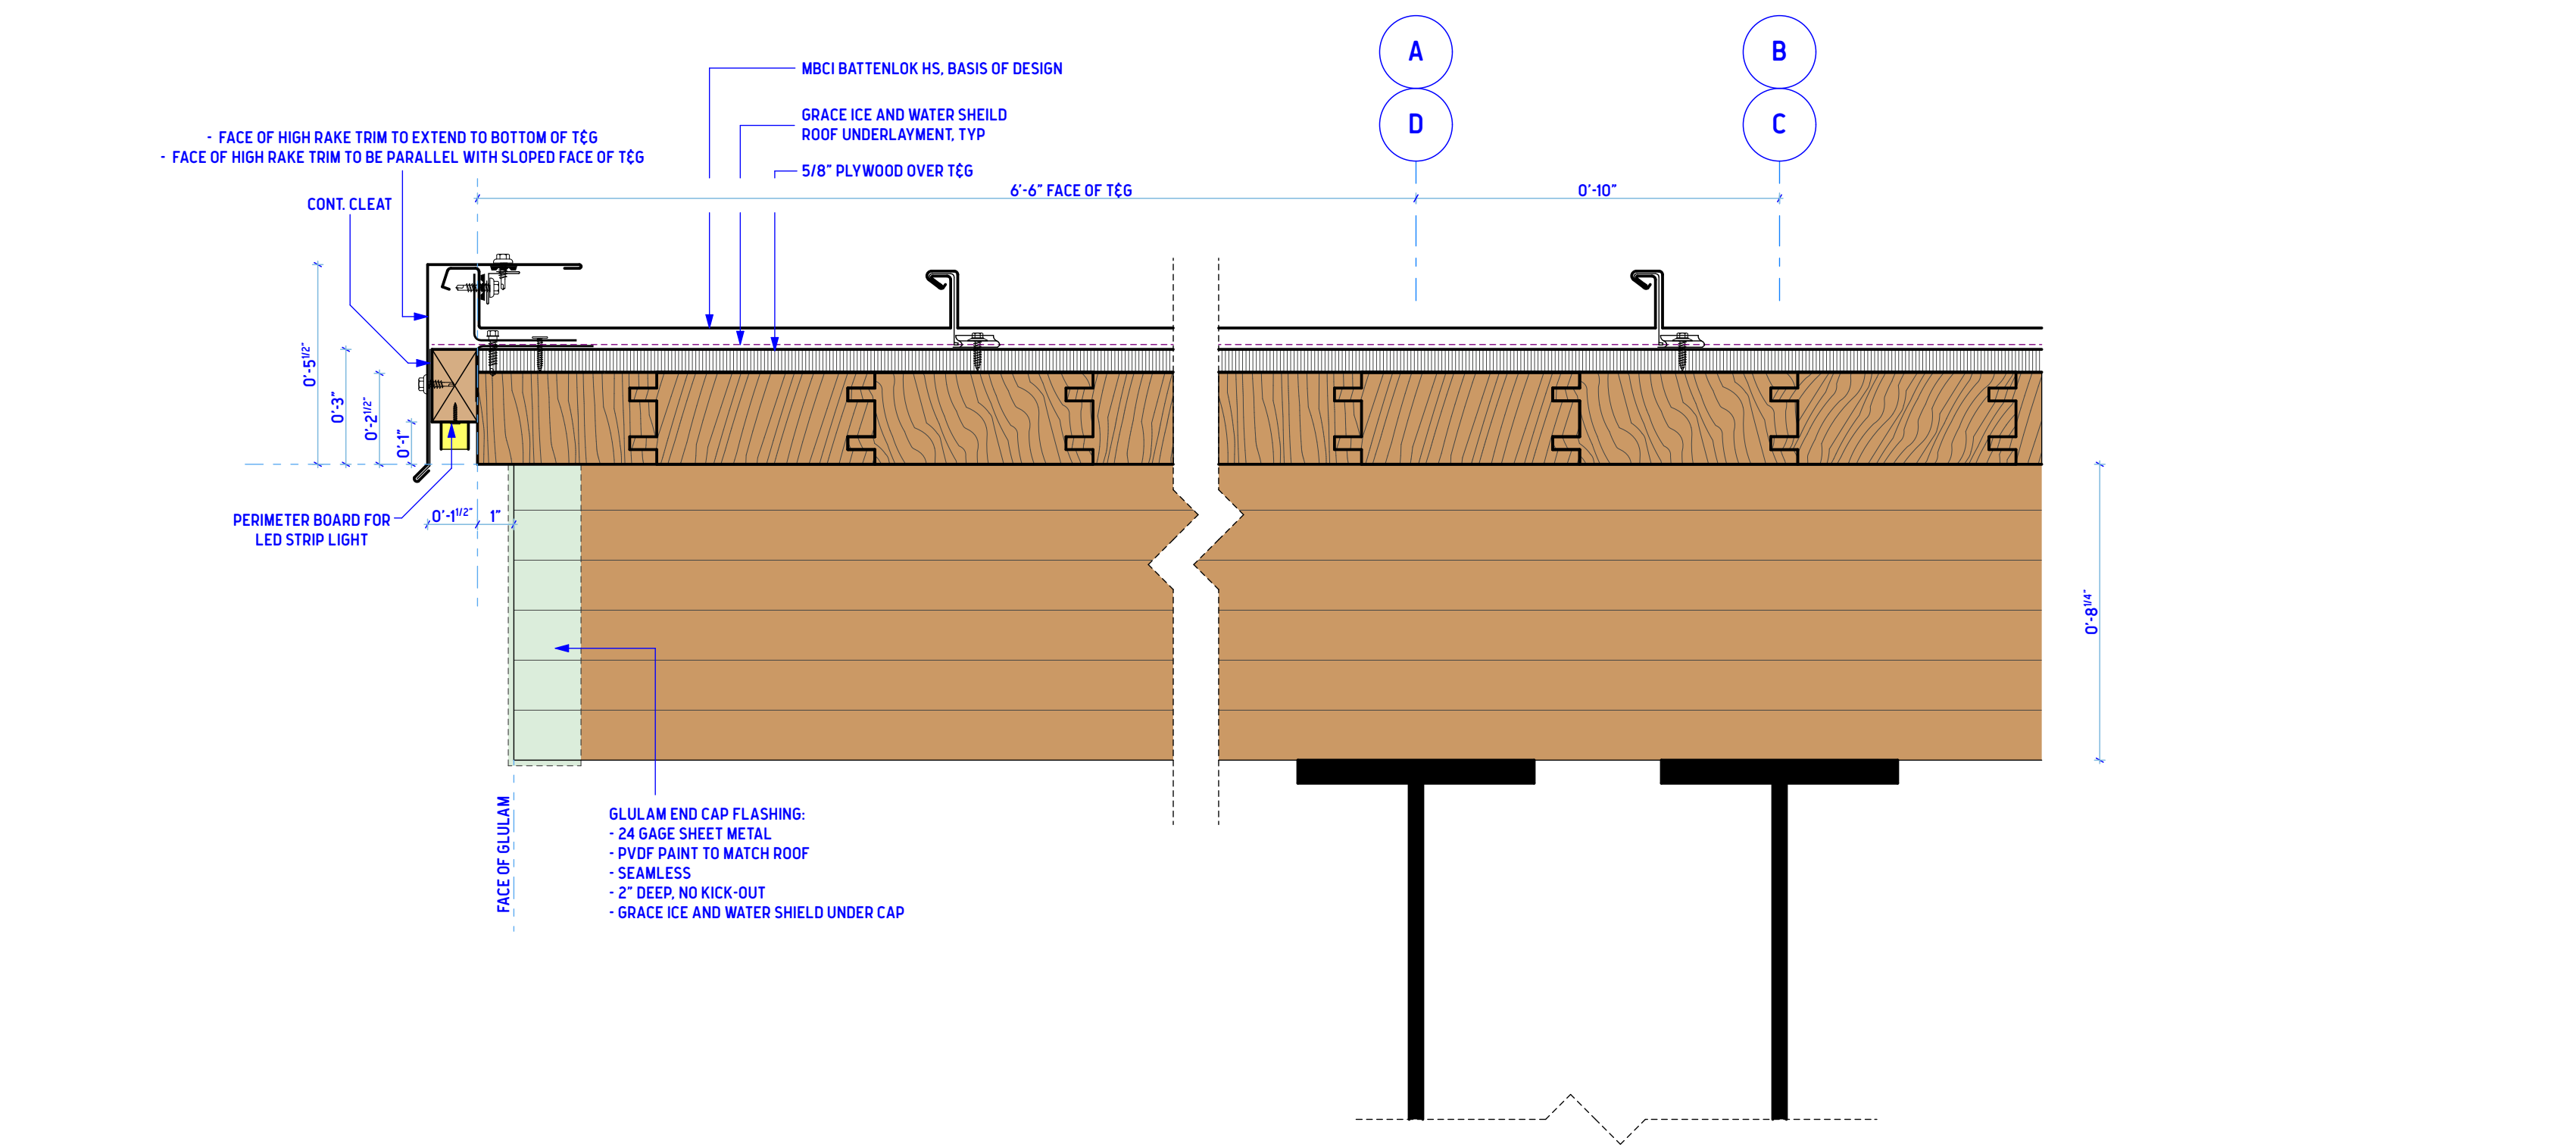 A
B
D
C
MBCI BATTENLOK HS, BASIS OF DESIGN
GRACE ICE AND WATER SHEILD
ROOF UNDERLAYMENT, TYP
5/8" PLYWOOD OVER T&G
- FACE OF HIGH RAKE TRIM TO EXTEND TO BOTTOM OF T&G
- FACE OF HIGH RAKE TRIM TO BE PARALLEL WITH SLOPED FACE OF T&G
CONT. CLEAT
6'-6" FACE OF T&G
0'-10"
0'-5 1/2"
0'-3"
0'-2 1/2"
0'-1"
0'-1 1/2"
1"
PERIMETER BOARD FOR
LED STRIP LIGHT
0'-8 1/4"
FACE OF GLULAM
GLULAM END CAP FLASHING:
- 24 GAGE SHEET METAL
- PVDF PAINT TO MATCH ROOF
- SEAMLESS
- 2" DEEP, NO KICK-OUT
- GRACE ICE AND WATER SHIELD UNDER CAP